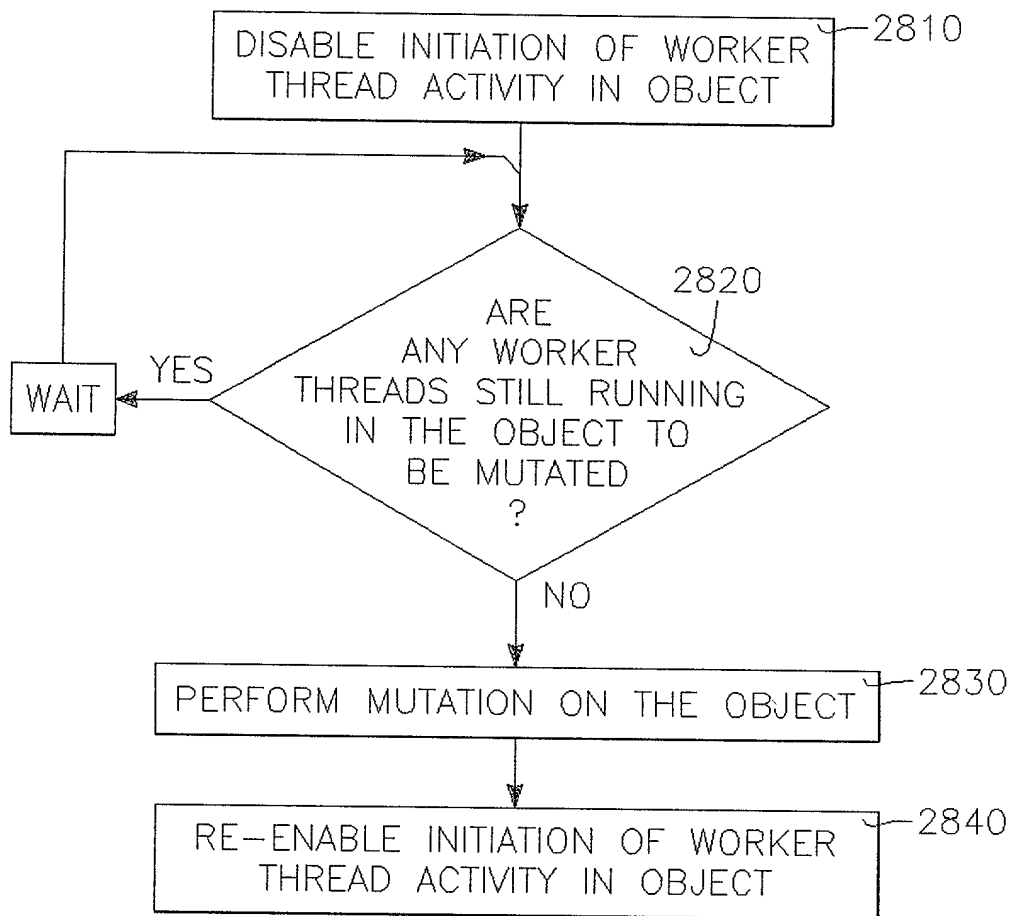 DISABLE INITIATION OF WORKER
THREAD ACTIVITY IN OBJECT
2810
2820
ARE
ANY WORKER
THREADS STILL RUNNING
IN THE OBJECT TO
BE MUTATED
?
YES
WAIT
NO
PERFORM MUTATION ON THE OBJECT
2830
RE-ENABLE INITIATION OF WORKER
THREAD ACTIVITY IN OBJECT
2840